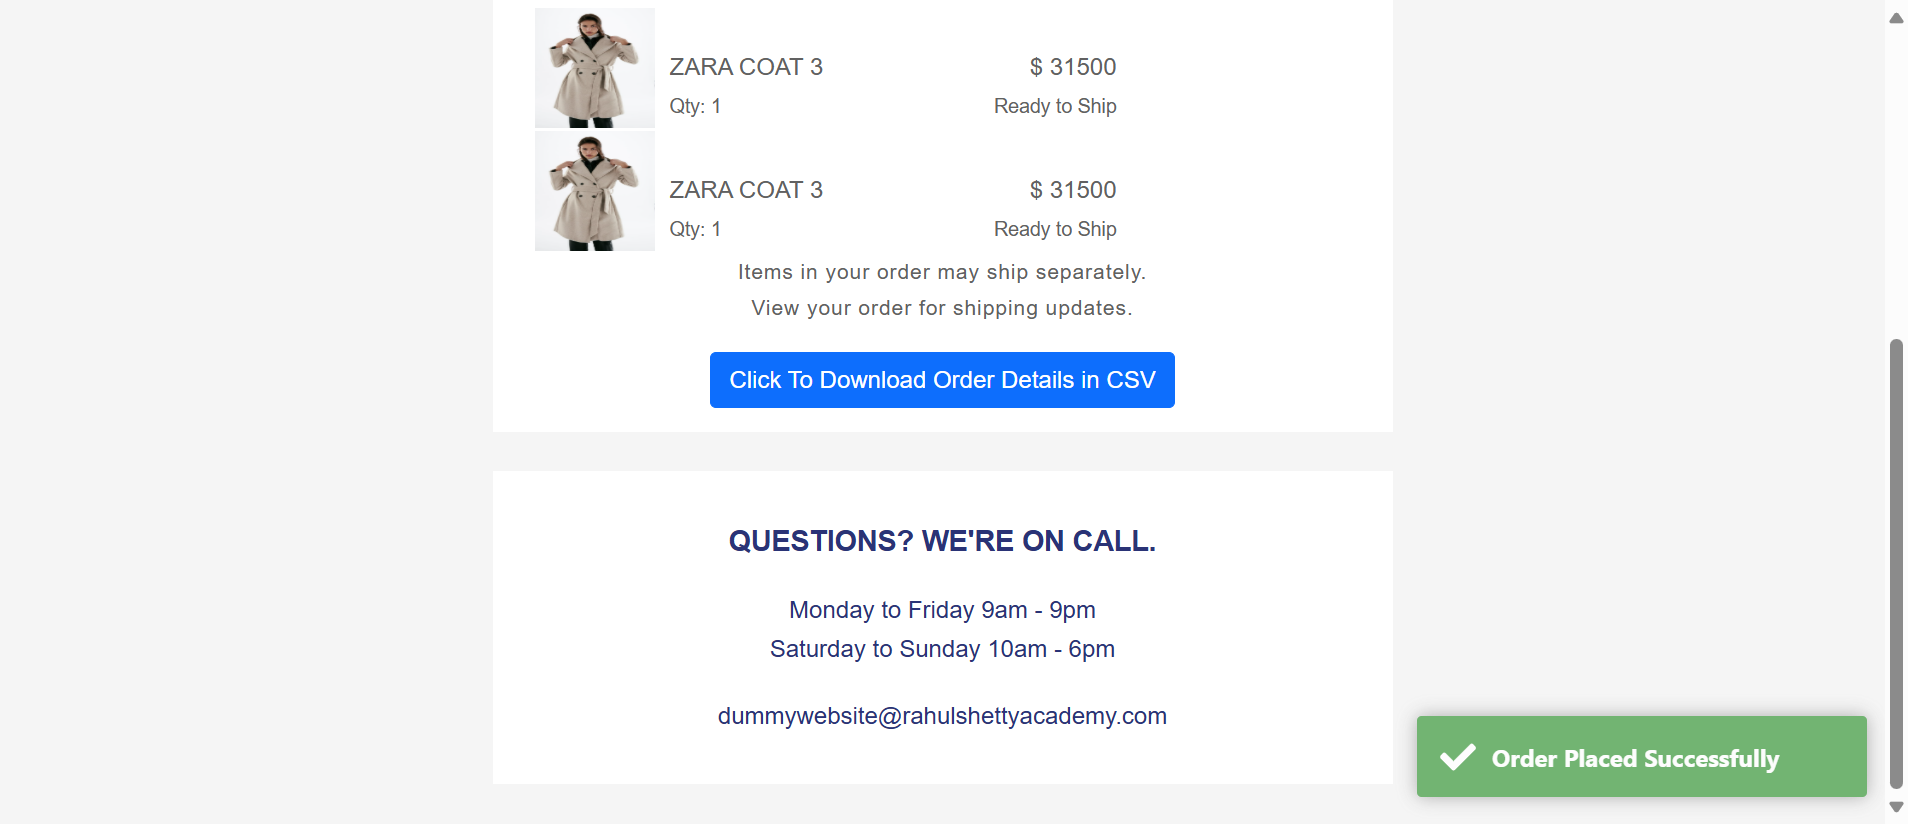 ZARA COAT 3 $ 31500
Qty: 1 Ready to Ship
ZARA COAT 3 $ 31500
Qty: 1 Ready to Ship
Items in your order may ship separately.
View your order for shipping updates.
Click To Download Order Details in CSV
QUESTIONS? WE'RE ON CALL.
Monday to Friday 9am - 9pm
Saturday to Sunday 10am - 6pm
dummywebsite@rahulshettyacademy.com
Order Placed Successfully